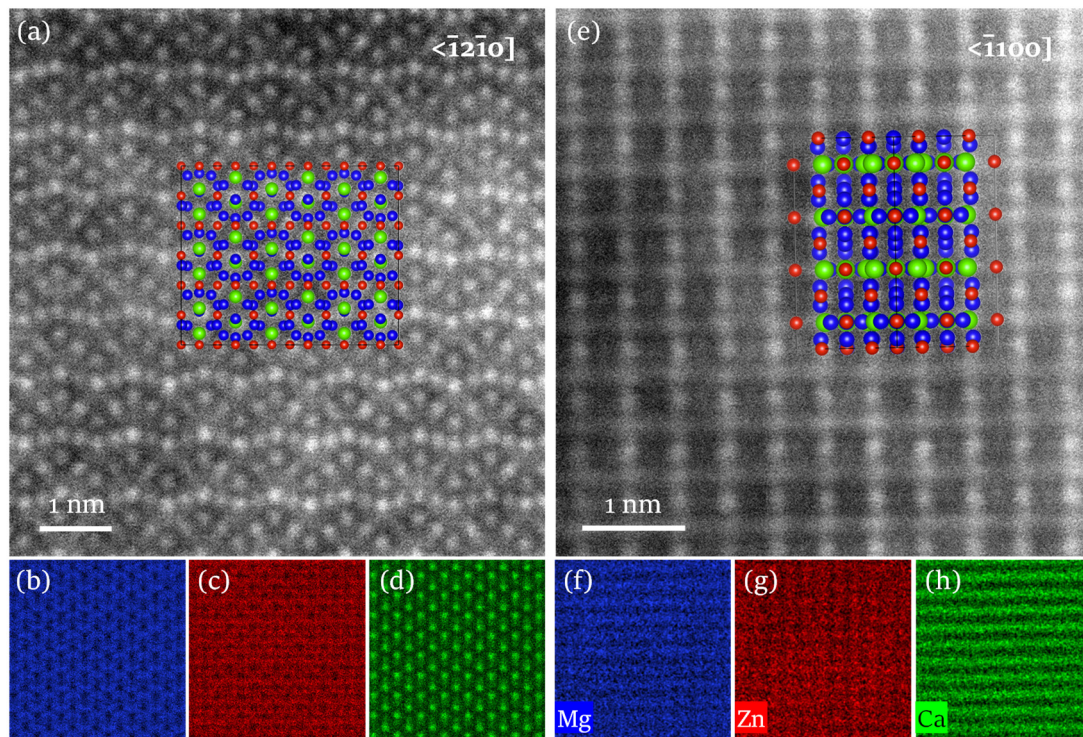 (a)
<1̄21̄0]
1 nm
(e)
<1̄100]
1 nm
(b)
(c)
(d)
(f)
Mg
(g)
Zn
(h)
Ca